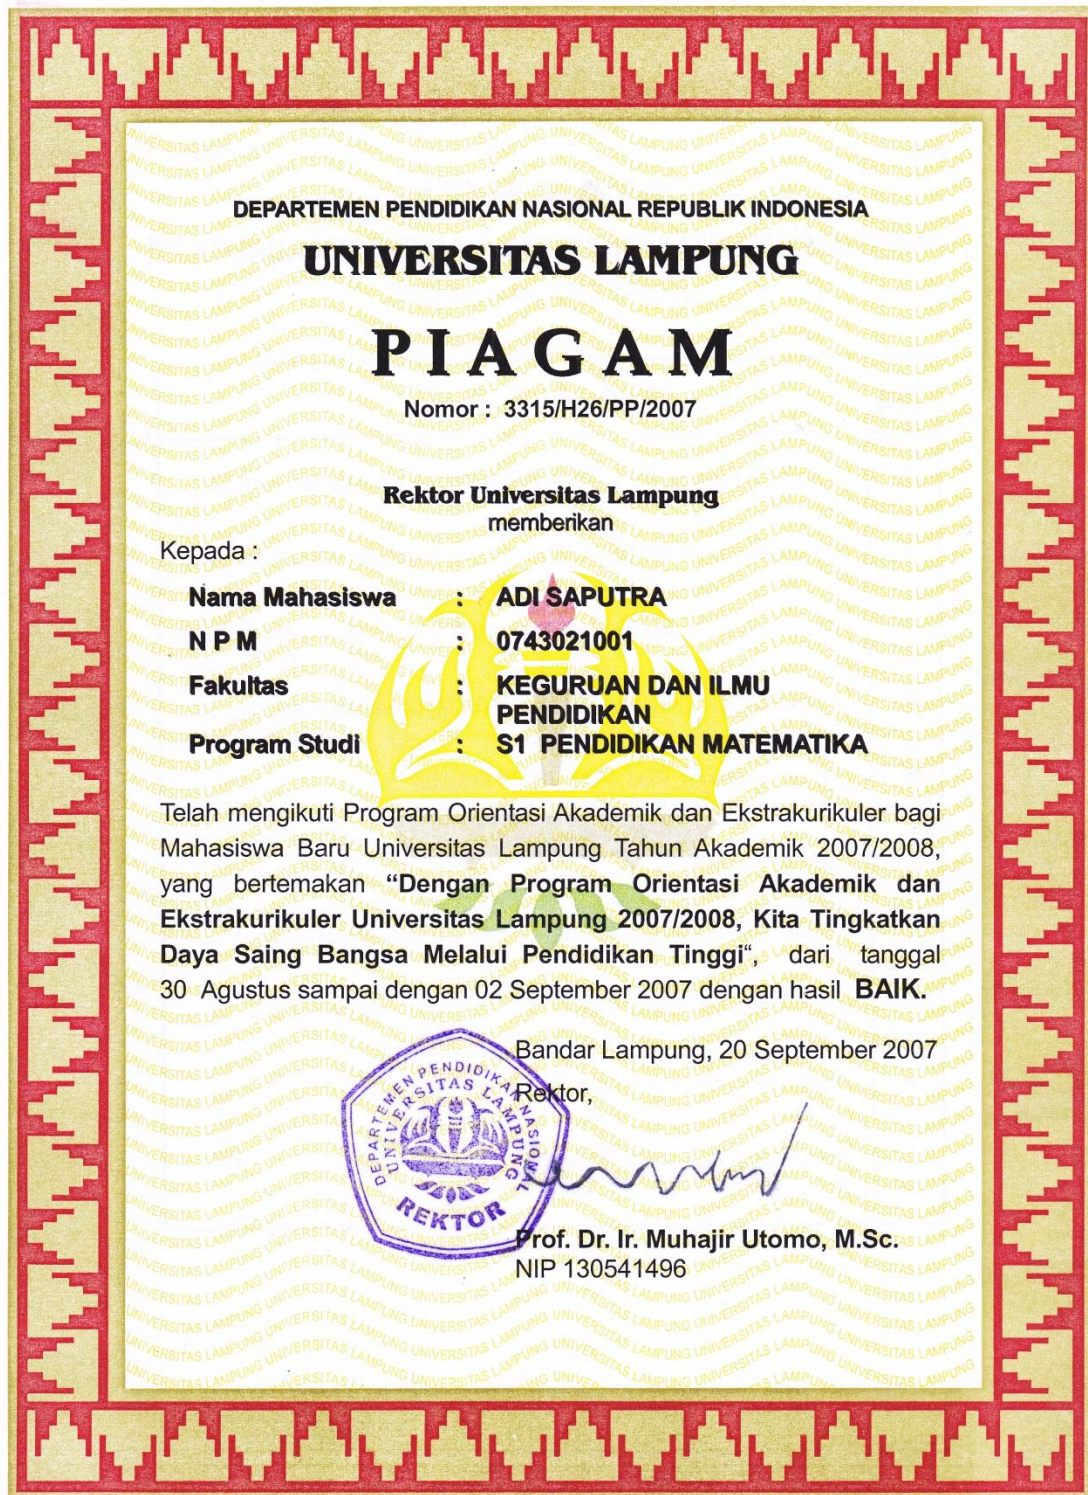 DEPARTEMEN PENDIDIKAN NASIONAL REPUBLIK INDONESIA
UNIVERSITAS LAMPUNG
PIAGAM
Nomor : 3315/H26/PP/2007
Rektor Universitas Lampung
memberikan
Kepada :
Nama Mahasiswa : ADI SAPUTRA
N P M : 0743021001
Fakultas : KEGURUAN DAN ILMU
PENDIDIKAN
Program Studi : S1 PENDIDIKAN MATEMATIKA
Telah mengikuti Program Orientasi Akademik dan Ekstrakurikuler bagi
Mahasiswa Baru Universitas Lampung Tahun Akademik 2007/2008,
yang bertemakan “Dengan Program Orientasi Akademik dan
Ekstrakurikuler Universitas Lampung 2007/2008, Kita Tingkatkan
Daya Saing Bangsa Melalui Pendidikan Tinggi“, dari tanggal
30 Agustus sampai dengan 02 September 2007 dengan hasil BAIK.
Bandar Lampung, 20 September 2007
Rektor,
DEPARTEMEN PENDIDIKAN NASIONAL
UNIVERSITAS LAMPUNG
REKTOR
Prof. Dr. Ir. Muhajir Utomo, M.Sc.
NIP 130541496